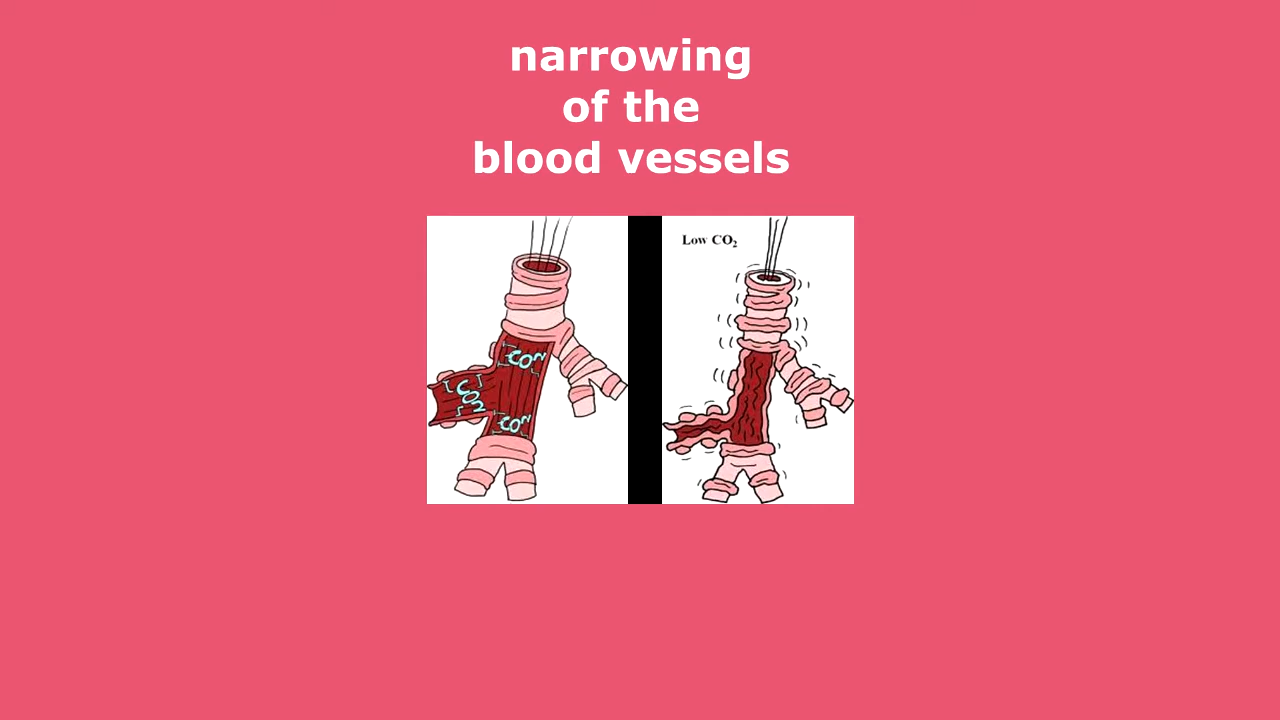 narrowing
of the
blood vessels
Low CO₂
CO2
CO2
CO2